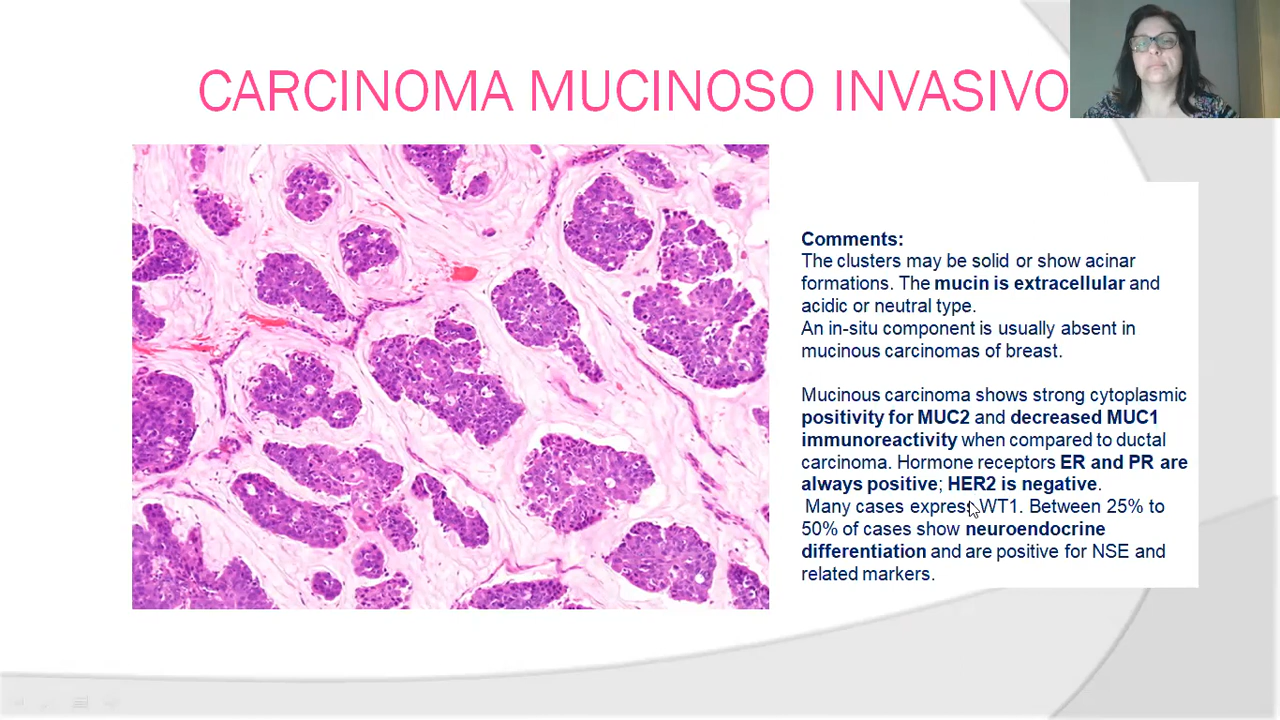 CARCINOMA MUCINOSO INVASIVO
Comments:
The clusters may be solid or show acinar
formations. The mucin is extracellular and
acidic or neutral type.
An in-situ component is usually absent in
mucinous carcinomas of breast.
Mucinous carcinoma shows strong cytoplasmic
positivity for MUC2 and decreased MUC1
immunoreactivity when compared to ductal
carcinoma. Hormone receptors ER and PR are
always positive; HER2 is negative.
Many cases express WT1. Between 25% to
50% of cases show neuroendocrine
differentiation and are positive for NSE and
related markers.